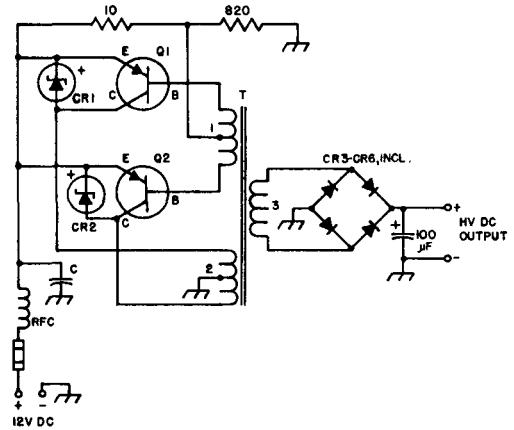 10
820
E
Q1
+
C
B
CR1
T
1
E
Q2
+
C
B
CR2
CR3-CR6, INCL.
3
+
HV DC
OUTPUT
+
100
μF
-
2
C
RFC
+ -
12V DC